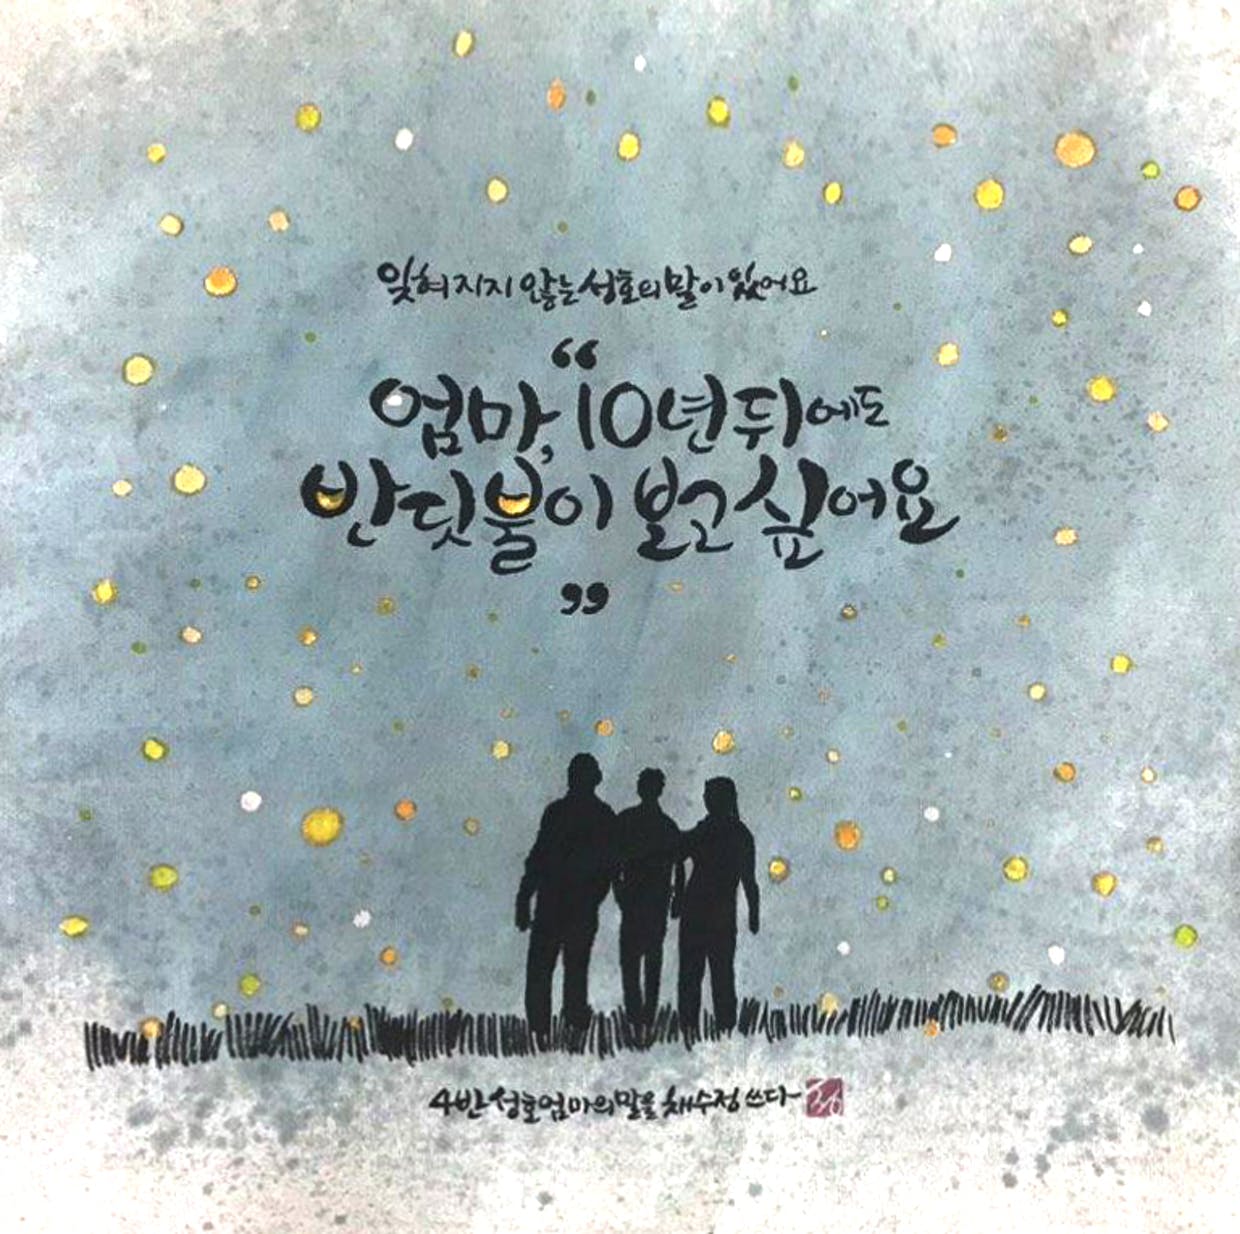 잊혀지지 않는 성호의 말이 있어요
“엄마, 10년 뒤에도
반딧불이 보고 싶어요
”
4반 성호엄마의 말을 채수정 쓰다